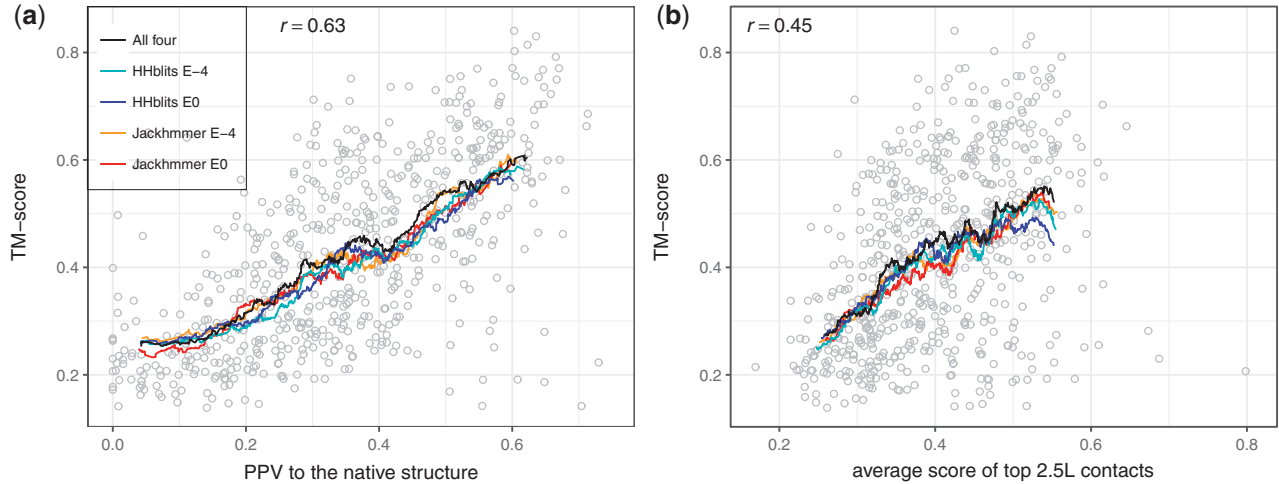 (a)
r = 0.63
All four
HHblits E−4
HHblits E0
Jackhmmer E−4
Jackhmmer E0
TM−score
0.8
0.6
0.4
0.2
0.0 0.2 0.4 0.6
PPV to the native structure
(b)
r = 0.45
TM−score
0.8
0.6
0.4
0.2
0.2 0.4 0.6 0.8
average score of top 2.5L contacts